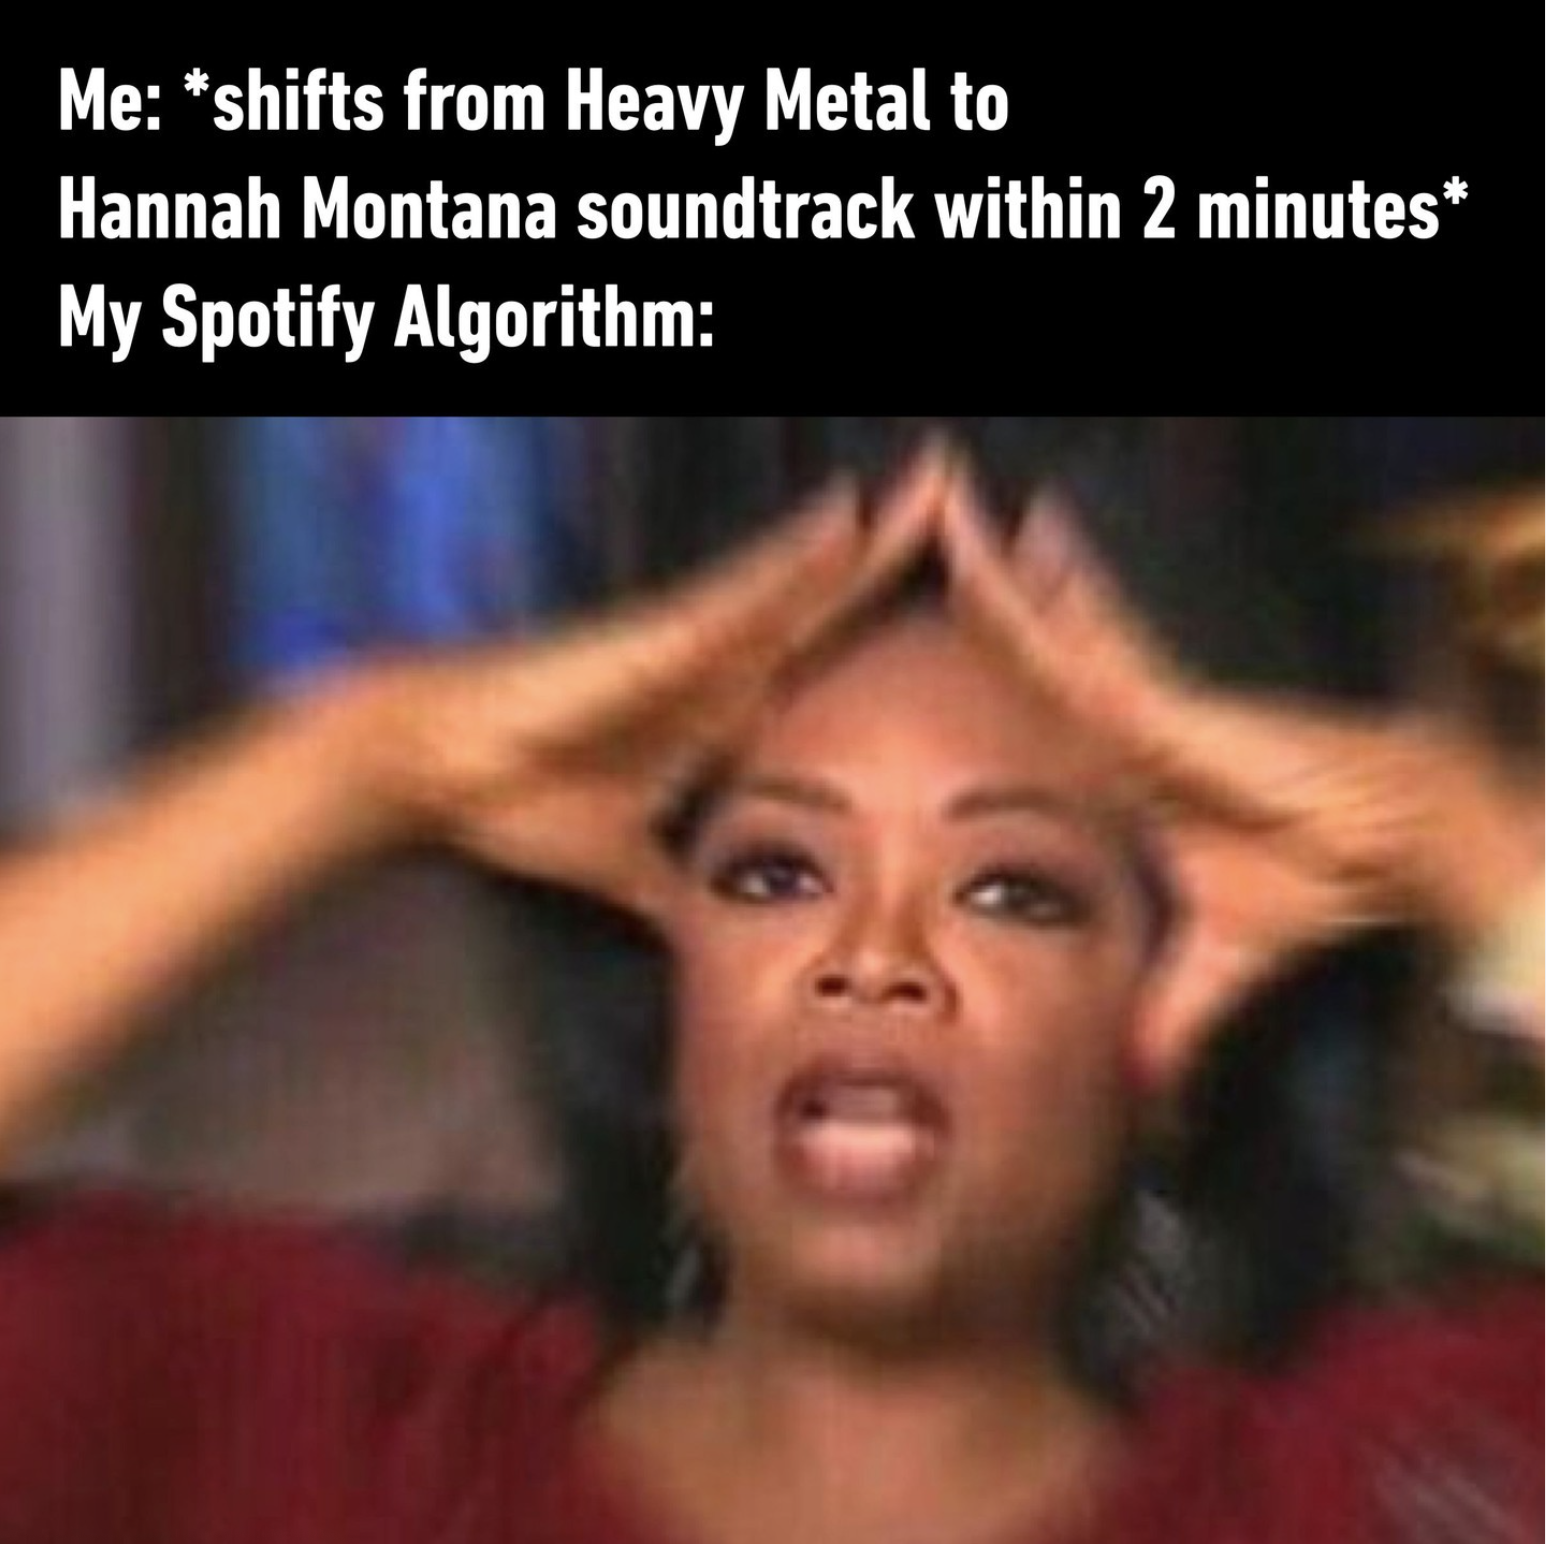 Me: *shifts from Heavy Metal to
Hannah Montana soundtrack within 2 minutes*
My Spotify Algorithm: